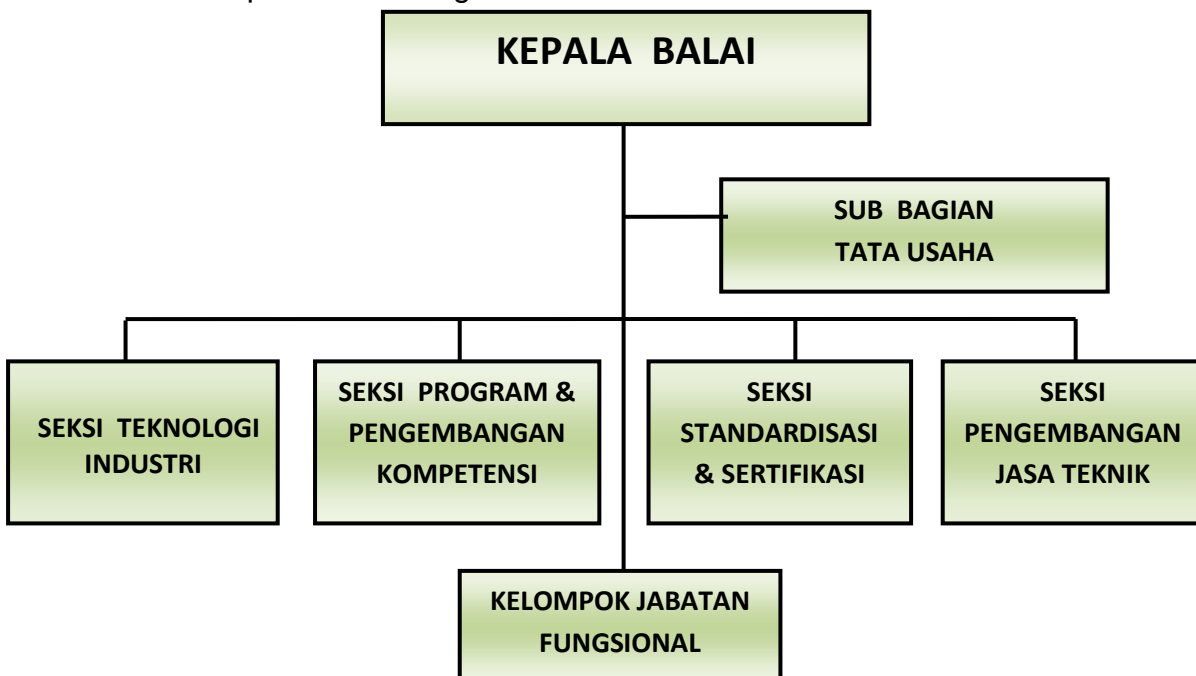 KEPALA BALAI
SUB BAGIAN
TATA USAHA
SEKSI TEKNOLOGI
INDUSTRI
SEKSI PROGRAM &
PENGEMBANGAN
KOMPETENSI
SEKSI
STANDARDISASI
& SERTIFIKASI
SEKSI
PENGEMBANGAN
JASA TEKNIK
KELOMPOK JABATAN
FUNGSIONAL